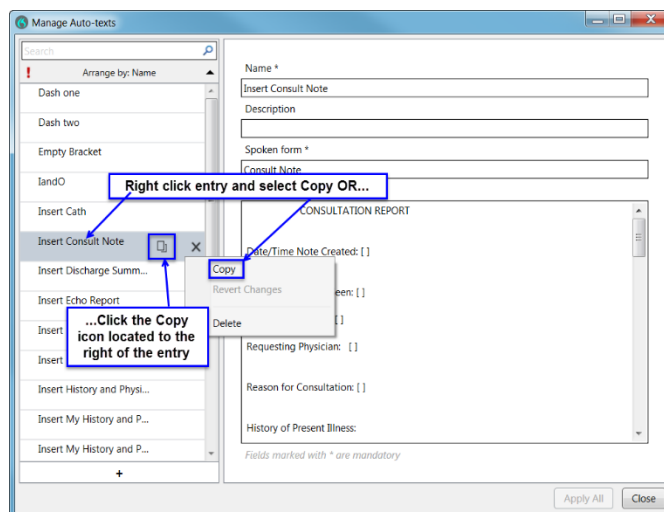 Manage Auto-texts
Search
! Arrange by: Name
Dash one
Dash two
Empty Bracket
IandO
Insert Cath
Insert Consult Note
Insert Discharge Summ...
Insert Echo Report
Insert
Insert
Insert History and Physi...
Insert My History and P...
Insert My History and P...
+
Right click entry and select Copy OR...
...Click the Copy
icon located to the
right of the entry
Copy
Revert Changes
Delete
Name *
Insert Consult Note
Description
Spoken form *
Consult Note
CONSULTATION REPORT
Date/Time Note Created: [ ]
een: [ ]
[ ]
Requesting Physician: [ ]
Reason for Consultation: [ ]
History of Present Illness:
Fields marked with * are mandatory
Apply All
Close